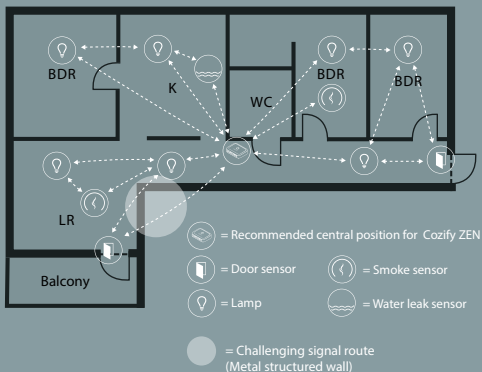 BDR
K
WC
BDR
BDR
LR
Balcony
= Recommended central position for Cozify ZEN
= Door sensor
= Smoke sensor
= Lamp
= Water leak sensor
= Challenging signal route
(Metal structured wall)